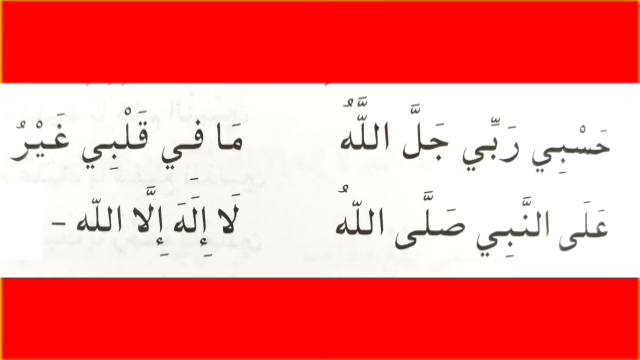 حَسْبِي رَبِّي جَلَّ اللَّهُ مَا فِي قَلْبِي غَيْرُ
عَلَى النَّبِي صَلَّى اللّهُ لَا إِلَهَ إِلَّا اللّه –